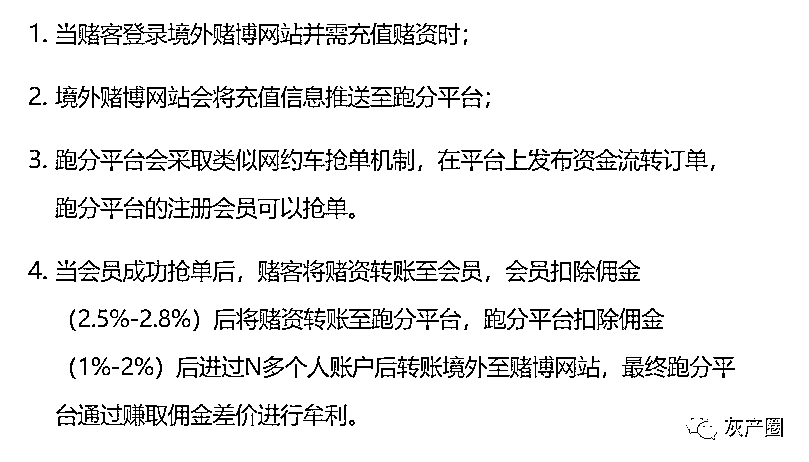 1. 当赌客登录境外赌博网站并需充值赌资时；
2. 境外赌博网站会将充值信息推送至跑分平台；
3. 跑分平台会采取类似网约车抢单机制，在平台上发布资金流转订单，
跑分平台的注册会员可以抢单。
4. 当会员成功抢单后，赌客将赌资转账至会员，会员扣除佣金
（2.5%-2.8%）后将赌资转账至跑分平台，跑分平台扣除佣金
（1%-2%）后进过N多个人账户后转账境外至赌博网站，最终跑分平
台通过赚取佣金差价进行牟利。
灰产圈